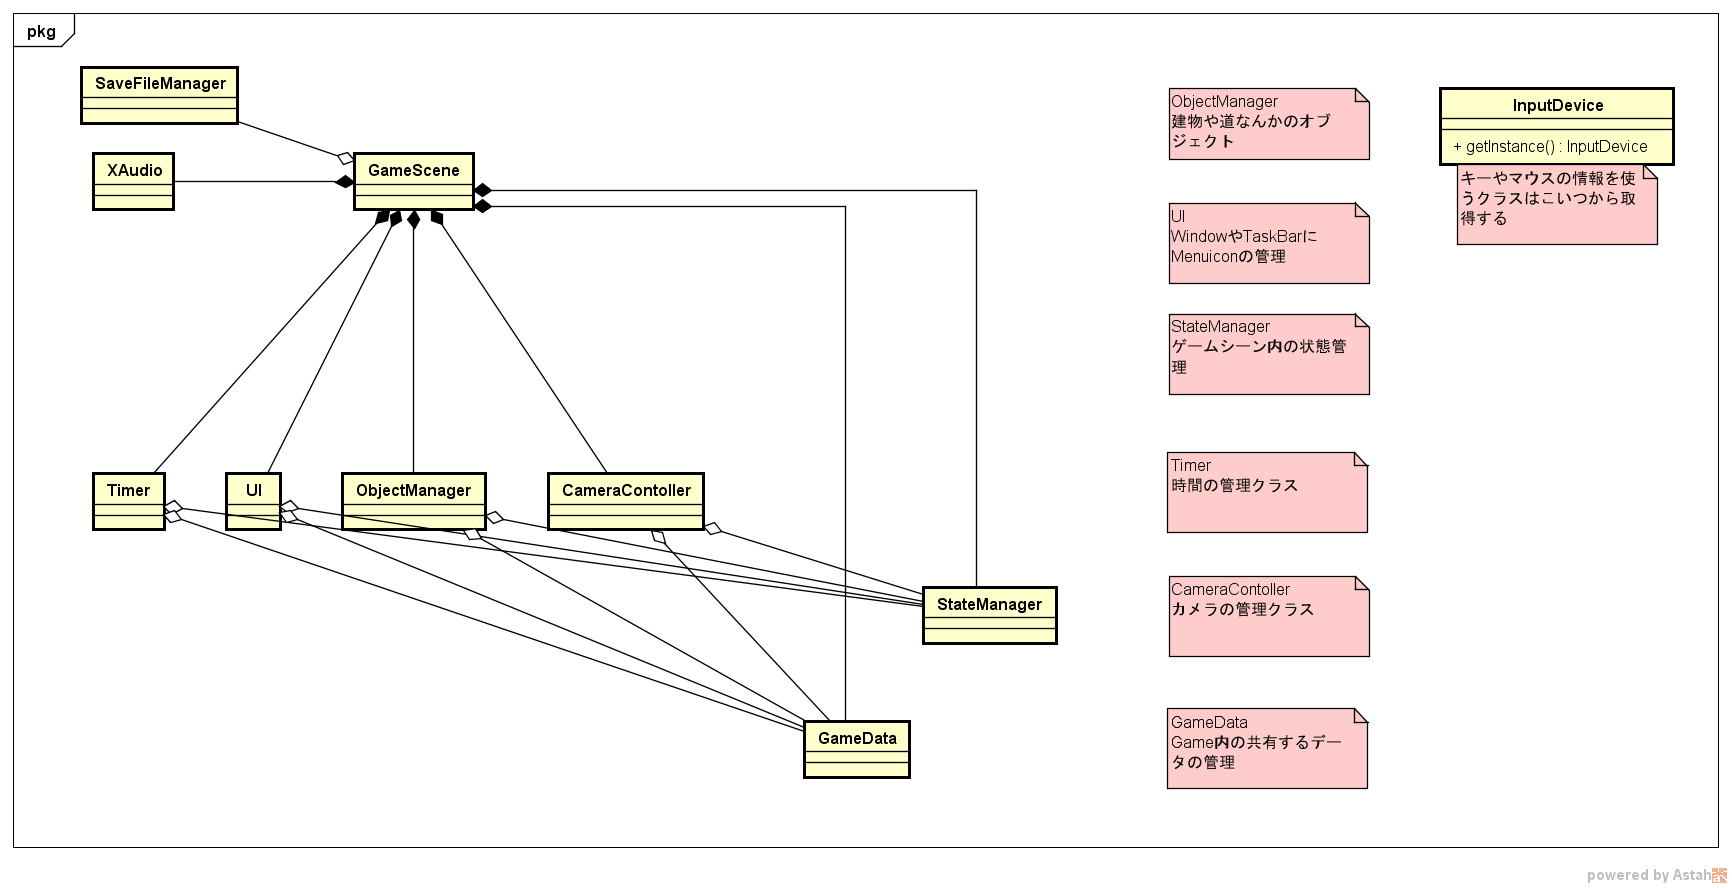 pkg
SaveFileManager
XAudio
GameScene
Timer
UI
ObjectManager
CameraContoller
StateManager
GameData
ObjectManager
建物や道なんかのオブ
ジェクト
UI
WindowやTaskBarに
Menuiconの管理
StateManager
ゲームシーン内の状態管
理
Timer
時間の管理クラス
CameraContoller
カメラの管理クラス
GameData
Game内の共有するデー
タの管理
InputDevice
+ getInstance() : InputDevice
キーやマウスの情報を使
うクラスはこいつから取
得する
powered by Astah